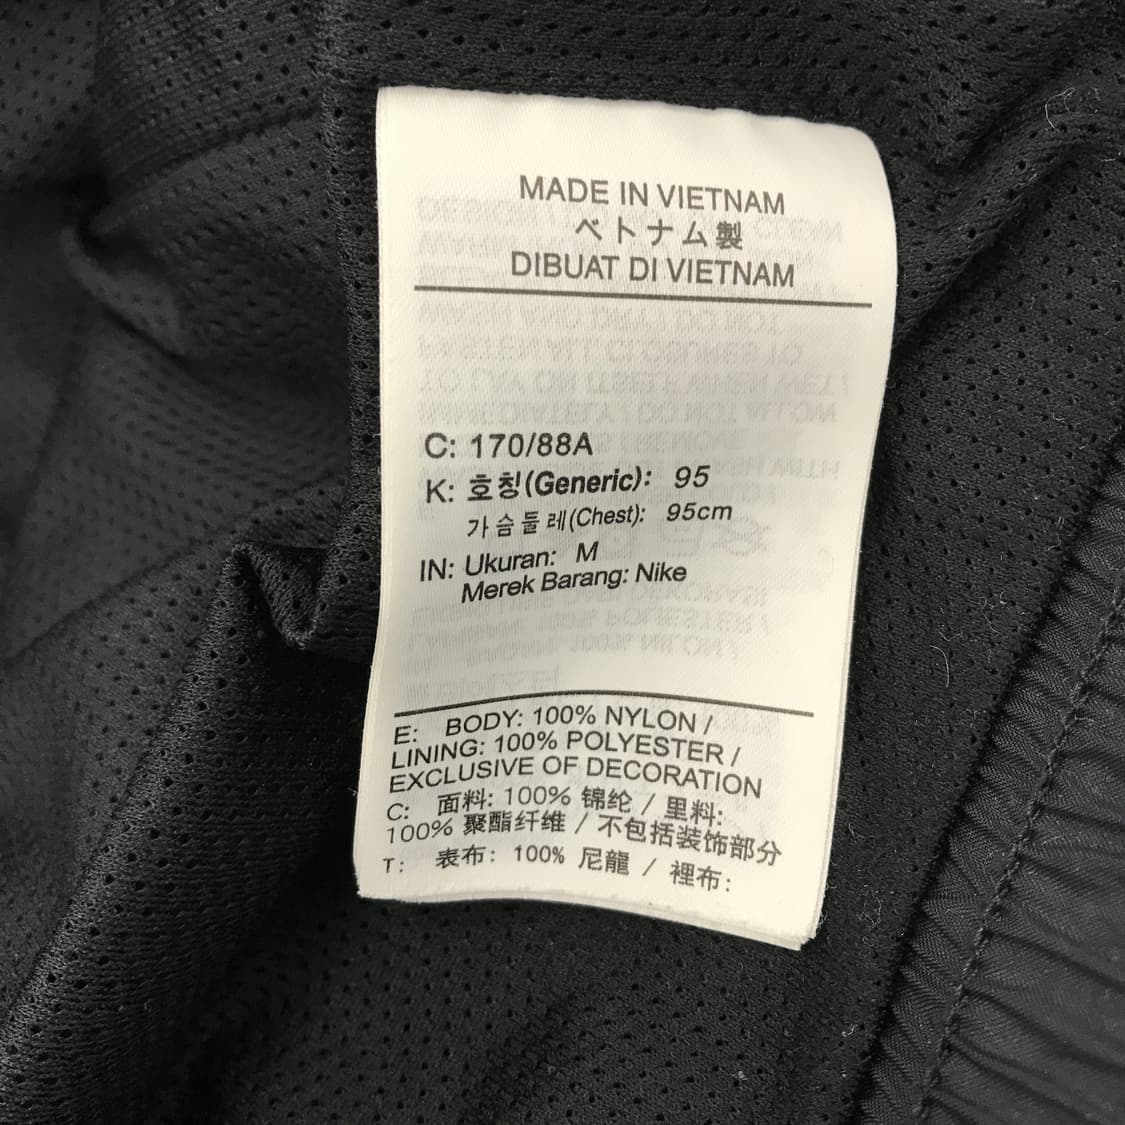 MADE IN VIETNAM
ベトナム製
DIBUAT DI VIETNAM
C: 170/88A
K: 호칭(Generic): 95
가슴둘레(Chest): 95cm
IN: Ukuran: M
Merek Barang: Nike
E: BODY: 100% NYLON /
LINING: 100% POLYESTER /
EXCLUSIVE OF DECORATION
C: 面料: 100% 锦纶 / 里料:
100% 聚酯纤维 / 不包括装饰部分
T: 表布: 100% 尼龍 / 裡布: